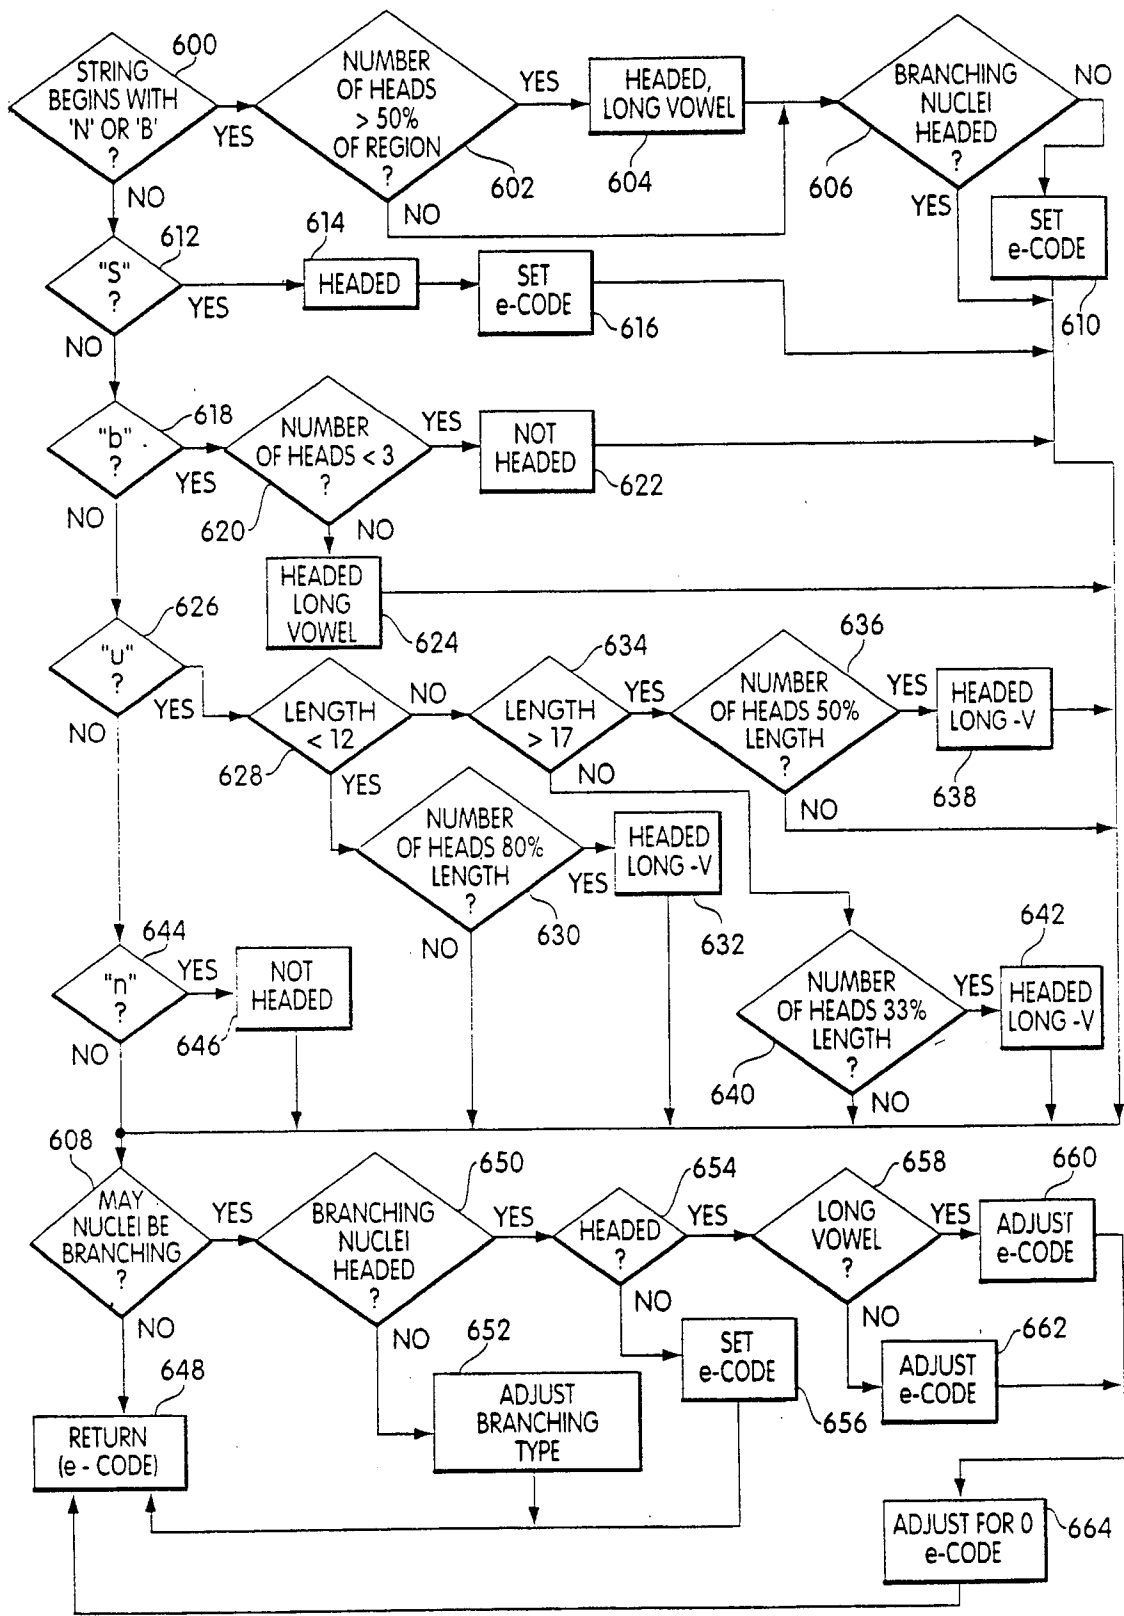 600
STRING
BEGINS WITH
'N' OR 'B'
?
YES
NO
NUMBER
OF HEADS
> 50%
OF REGION
?
602
YES
NO
HEADED,
LONG VOWEL
604
BRANCHING
NUCLEI
HEADED
?
606
NO
YES
SET
e-CODE
610
612
"S"
?
YES
NO
614
HEADED
SET
e-CODE
616
618
"b"
?
YES
NO
NUMBER
OF HEADS < 3
?
620
YES
NO
NOT
HEADED
622
HEADED
LONG
VOWEL
624
626
"u"
?
YES
NO
LENGTH
< 12
628
NO
YES
634
LENGTH
> 17
YES
NO
636
NUMBER
OF HEADS 50%
LENGTH
?
YES
NO
HEADED
LONG -V
638
NUMBER
OF HEADS 80%
LENGTH
?
630
YES
NO
HEADED
LONG -V
632
NUMBER
OF HEADS 33%
LENGTH
?
640
YES
NO
642
HEADED
LONG -V
644
"n"
?
YES
NO
NOT
HEADED
646
608
MAY
NUCLEI BE
BRANCHING
?
YES
NO
650
BRANCHING
NUCLEI
HEADED
?
YES
NO
654
HEADED
?
YES
NO
658
LONG
VOWEL
?
YES
NO
660
ADJUST
e-CODE
652
ADJUST
BRANCHING
TYPE
SET
e-CODE
656
662
ADJUST
e-CODE
648
RETURN
(e - CODE)
ADJUST FOR 0
e-CODE
664